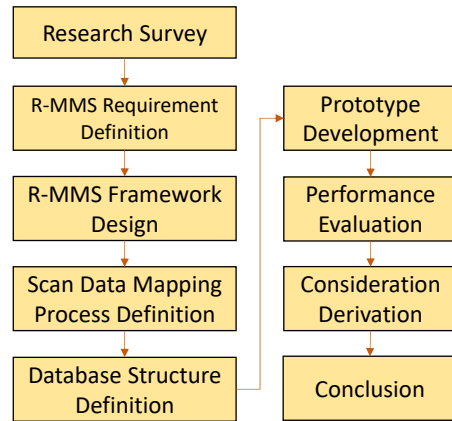 Research Survey
R-MMS Requirement
Definition
R-MMS Framework
Design
Scan Data Mapping
Process Definition
Database Structure
Definition
Prototype
Development
Performance
Evaluation
Consideration
Derivation
Conclusion